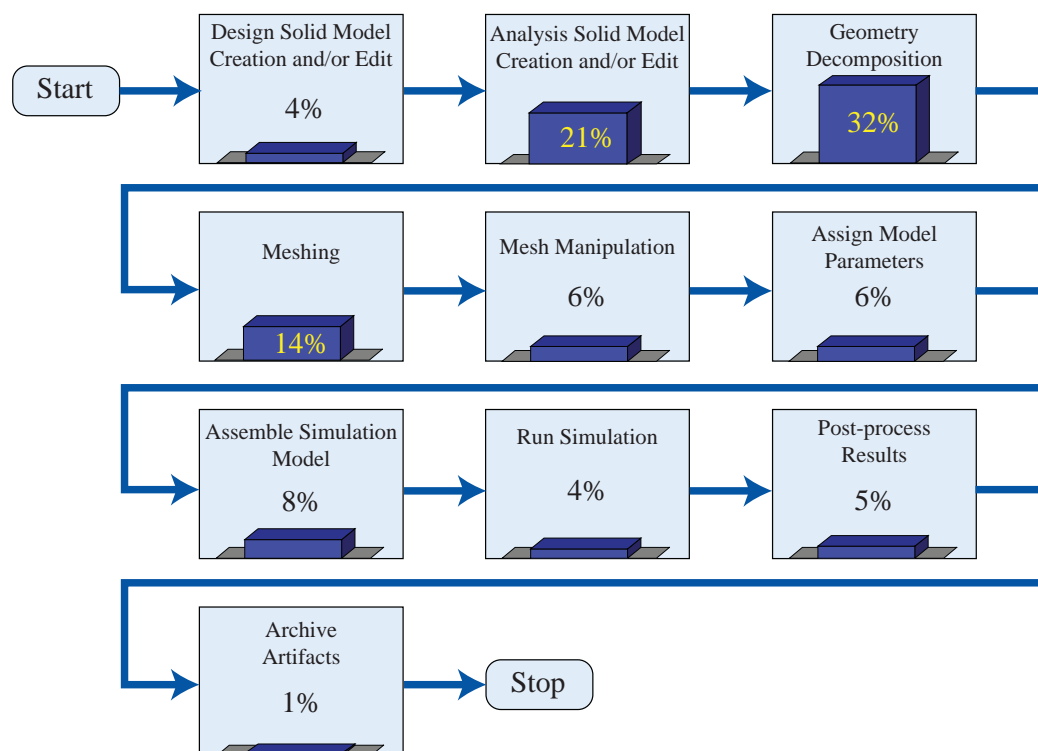 Start
Design Solid Model
Creation and/or Edit
4%
Analysis Solid Model
Creation and/or Edit
21%
Geometry
Decomposition
32%
Meshing
14%
Mesh Manipulation
6%
Assign Model
Parameters
6%
Assemble Simulation
Model
8%
Run Simulation
4%
Post-process
Results
5%
Archive
Artifacts
1%
Stop